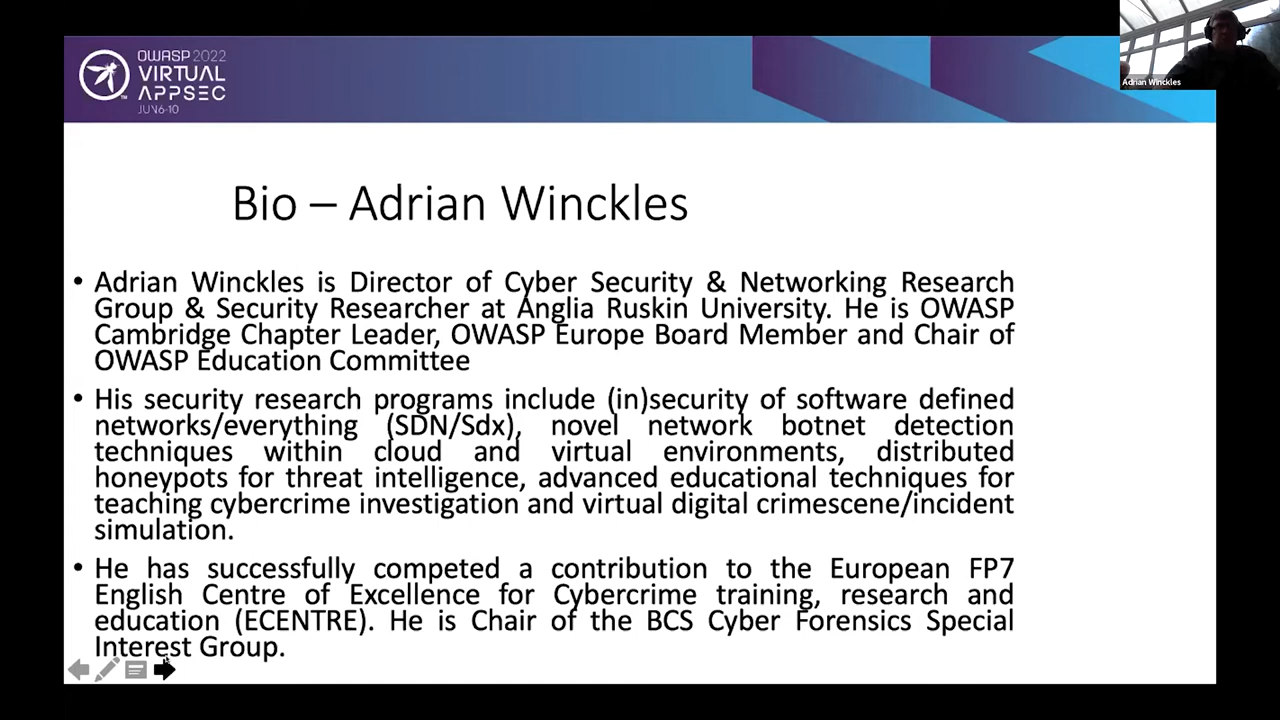 OWASP 2022
VIRTUAL
APPSEC
JUN 6-10
Adrian Winckles
Bio – Adrian Winckles
• Adrian Winckles is Director of Cyber Security & Networking Research
Group & Security Researcher at Anglia Ruskin University. He is OWASP
Cambridge Chapter Leader, OWASP Europe Board Member and Chair of
OWASP Education Committee
• His security research programs include (in)security of software defined
networks/everything (SDN/Sdx), novel network botnet detection
techniques within cloud and virtual environments, distributed
honeypots for threat intelligence, advanced educational techniques for
teaching cybercrime investigation and virtual digital crimescene/incident
simulation.
• He has successfully competed a contribution to the European FP7
English Centre of Excellence for Cybercrime training, research and
education (ECENTRE). He is Chair of the BCS Cyber Forensics Special
Interest Group.